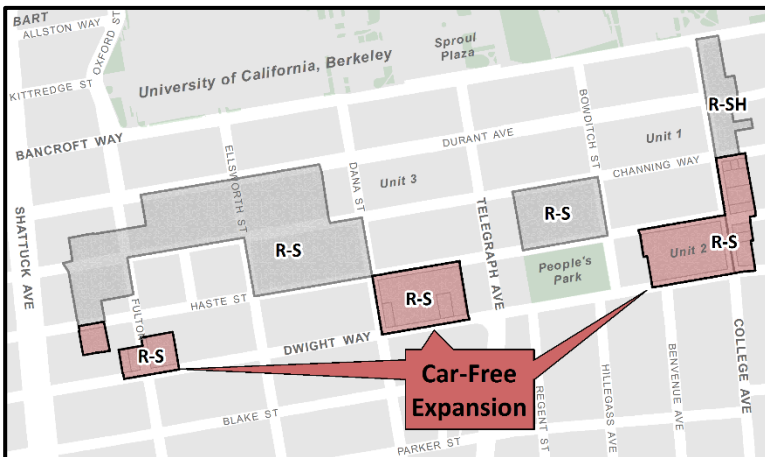 BART
ALLSTON WAY
OXFORD ST
KITTREDGE ST
University of California, Berkeley
Sproul
Plaza
BANCROFT WAY
DURANT AVE
BOWDITCH ST
Unit 1
R-SH
CHANNING WAY
ELLSWORTH ST
DANA ST
Unit 3
SHATTUCK AVE
TELEGRAPH AVE
R-S
R-S
Unit 2
R-S
People's
Park
HASTE ST
FULTON
R-S
R-S
DWIGHT WAY
Car-Free
Expansion
COLLEGE AVE
BENVENUE AVE
HILLEGASS AVE
REGENT ST
BLAKE ST
PARKER ST